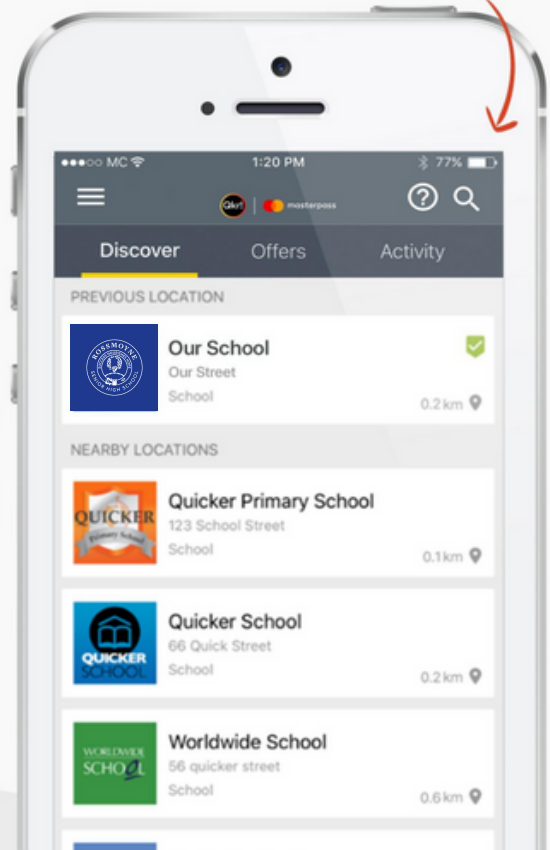 MC
1:20 PM
77%
Qkr!
masterpass
Discover
Offers
Activity
PREVIOUS LOCATION
ROSSMOYNE
SENIOR HIGH SCHOOL
Our School
Our Street
School
0.2 km
NEARBY LOCATIONS
QUICKER
Primary School
Quicker Primary School
123 School Street
School
0.1 km
QUICKER
SCHOOL
Quicker School
66 Quick Street
School
0.2 km
WORLDWIDE
SCHOOL
Worldwide School
56 quicker street
School
0.6 km